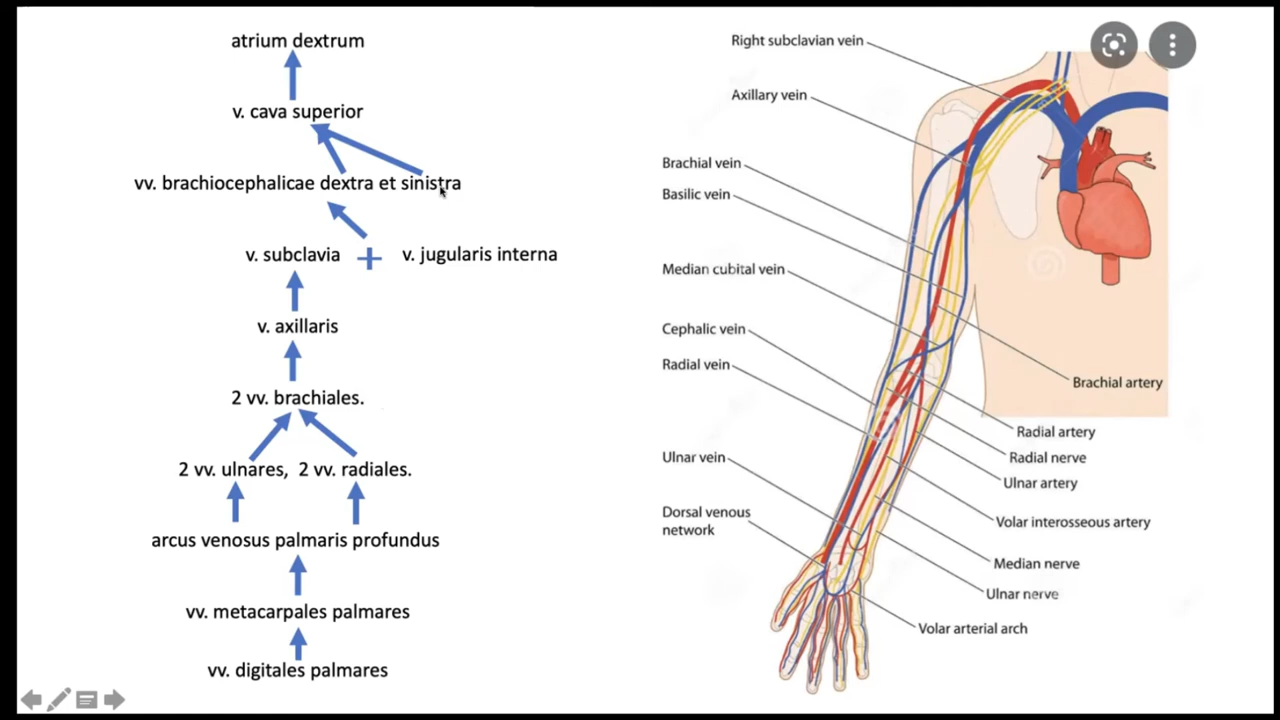 atrium dextrum
v. cava superior
vv. brachiocephalicae dextra et sinistra
v. subclavia + v. jugularis interna
v. axillaris
2 vv. brachiales.
2 vv. ulnares, 2 vv. radiales.
arcus venosus palmaris profundus
vv. metacarpales palmares
vv. digitales palmares
Right subclavian vein
Axillary vein
Brachial vein
Basilic vein
Median cubital vein
Cephalic vein
Radial vein
Ulnar vein
Dorsal venous
network
Brachial artery
Radial artery
Radial nerve
Ulnar artery
Volar interosseous artery
Median nerve
Ulnar nerve
Volar arterial arch